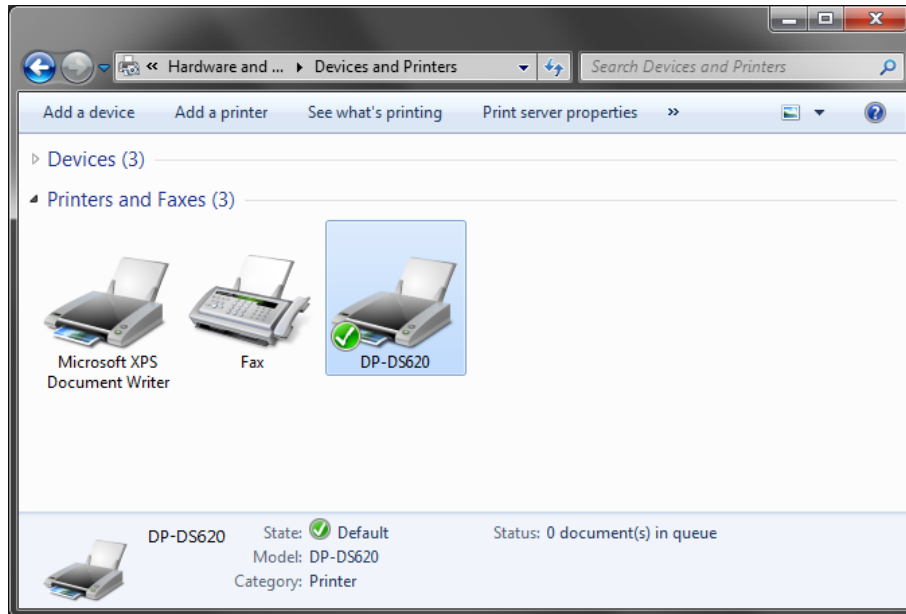 « Hardware and ... ▸ Devices and Printers
Search Devices and Printers
Add a device Add a printer See what's printing Print server properties »
Devices (3)
Printers and Faxes (3)
Microsoft XPS
Document Writer
Fax
DP-DS620
DP-DS620 State: Default Status: 0 document(s) in queue
Model: DP-DS620
Category: Printer